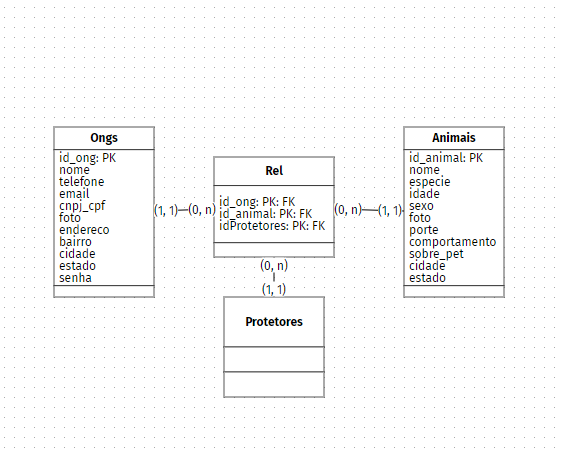 Ongs
id_ong: PK
nome
telefone
email
cnpj_cpf
foto
endereco
bairro
cidade
estado
senha
(1, 1)
(0, n)
Rel
id_ong: PK: FK
id_animal: PK: FK
idProtetores: PK: FK
(0, n)
(1, 1)
Animais
id_animal: PK
nome
especie
idade
sexo
foto
porte
comportamento
sobre_pet
cidade
estado
(0, n)
(1, 1)
Protetores